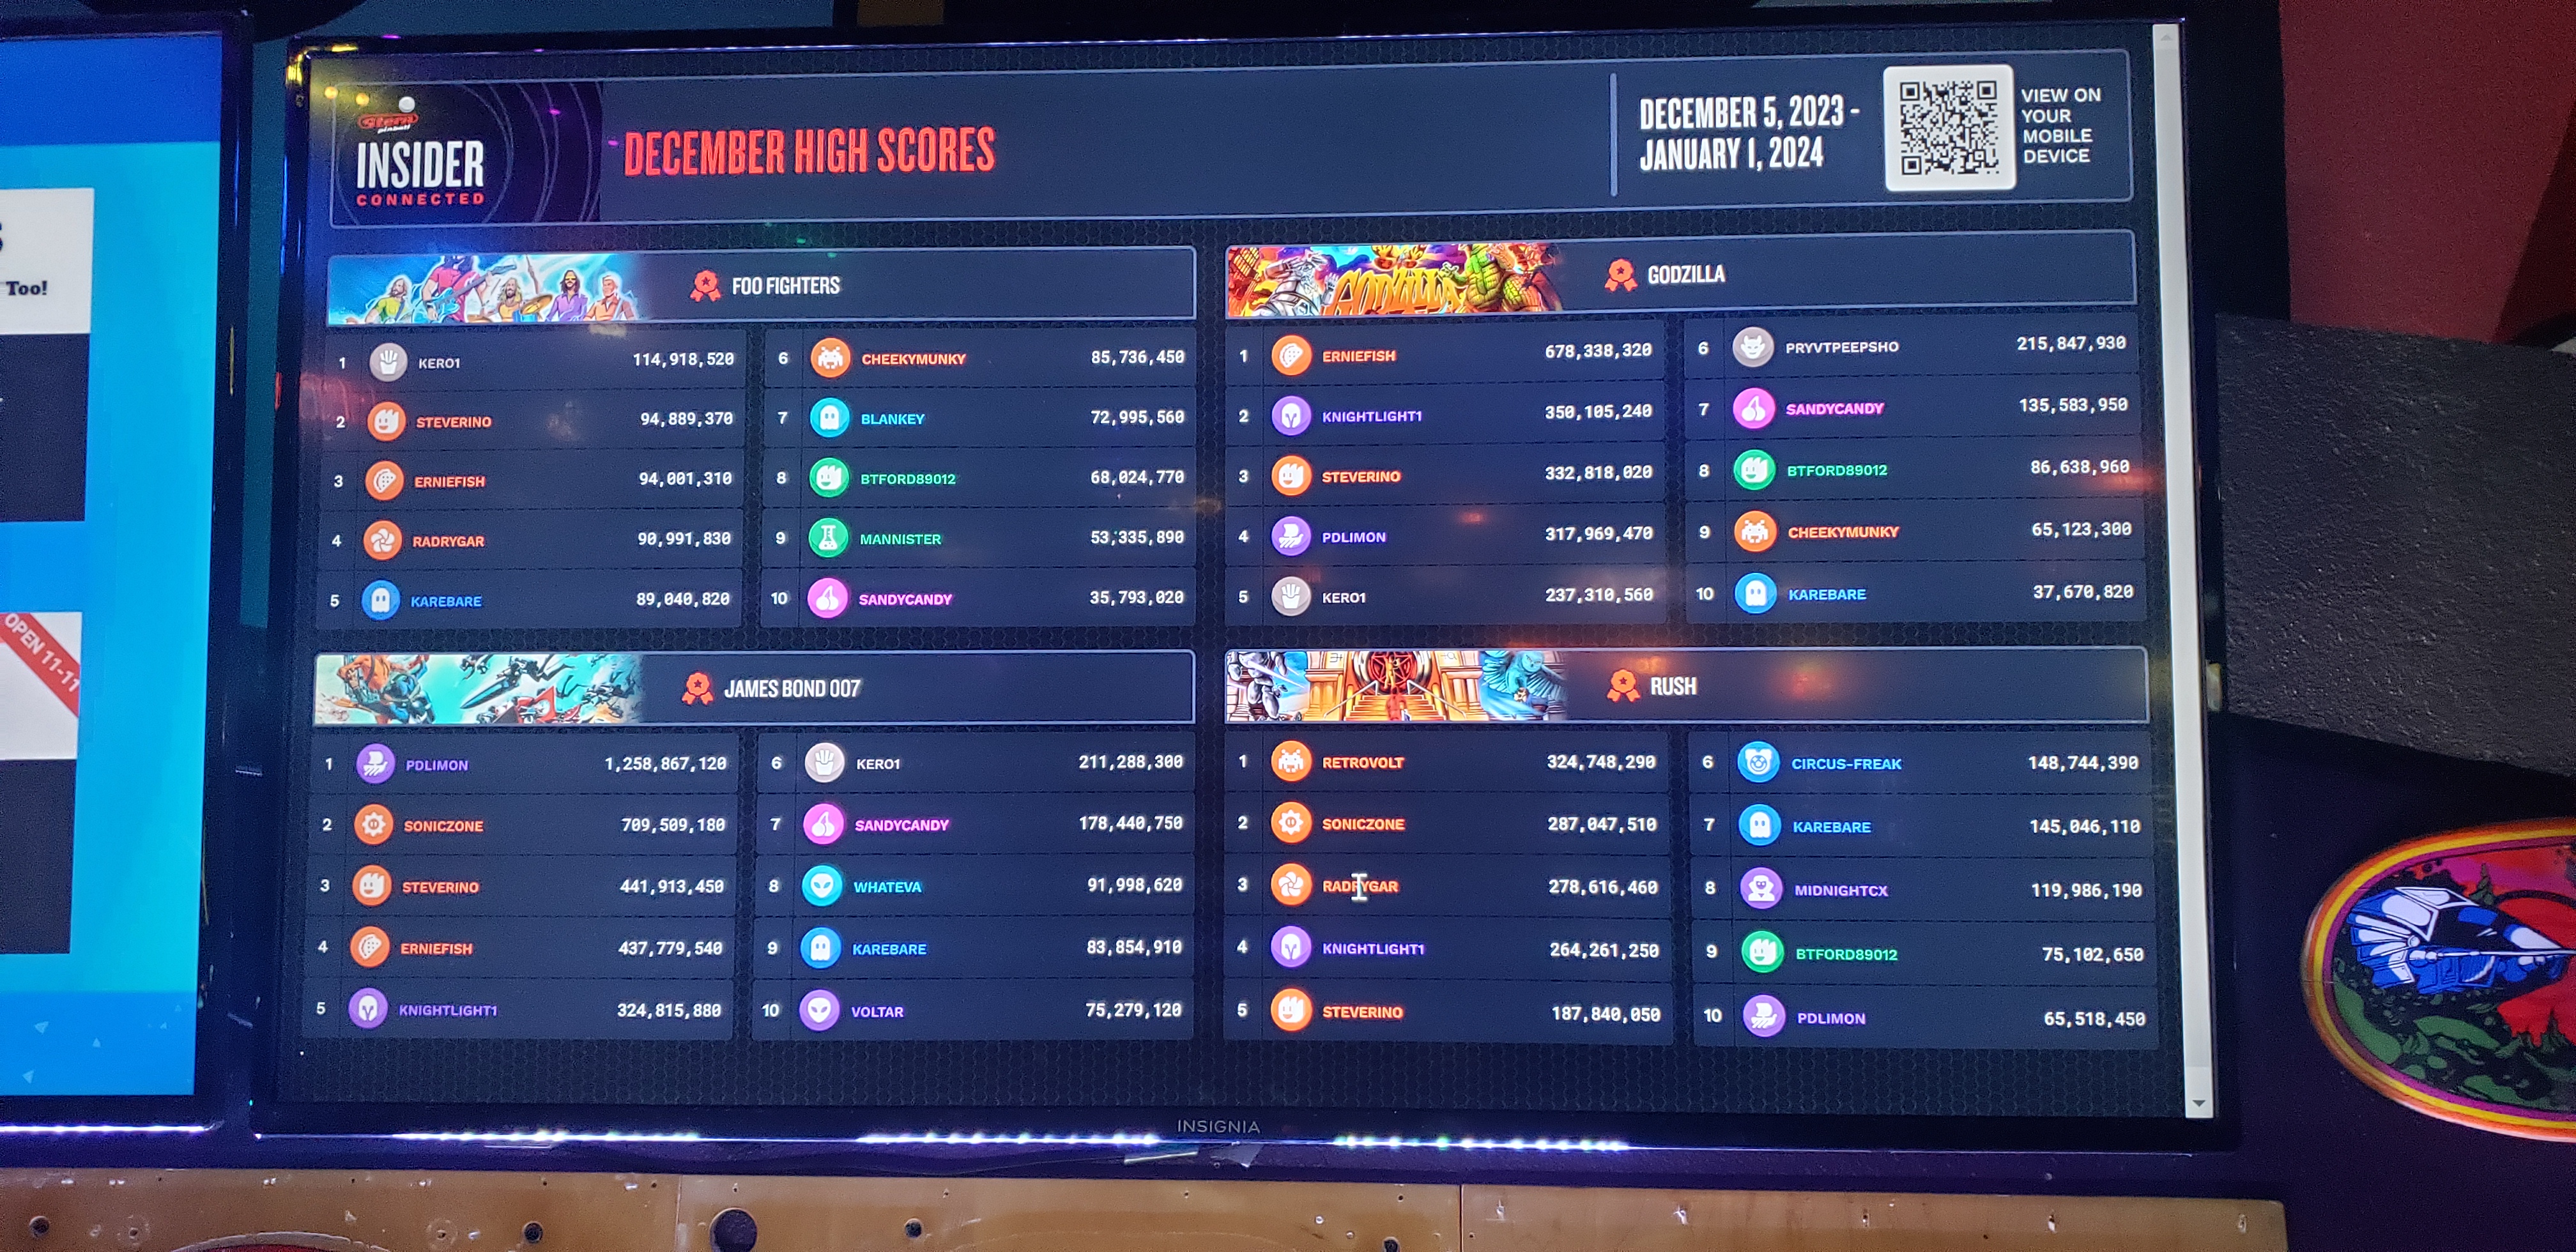 Too!
OPEN 11-11
Stern
pinball
INSIDER
CONNECTED
DECEMBER HIGH SCORES
DECEMBER 5, 2023 -
JANUARY 1, 2024
VIEW ON
YOUR
MOBILE
DEVICE
FOO FIGHTERS
1 KERO1 114,918,520
2 STEVERINO 94,889,370
3 ERNIEFISH 94,001,310
4 RADRYGAR 90,991,830
5 KAREBARE 89,040,820
6 CHEEKYMUNKY 85,736,450
7 BLANKEY 72,995,560
8 BTFORD89012 68,024,770
9 MANNISTER 53,335,890
10 SANDYCANDY 35,793,020
GODZILLA
GODZILLA
1 ERNIEFISH 678,338,320
2 KNIGHTLIGHT1 350,105,240
3 STEVERINO 332,818,020
4 PDLIMON 317,969,470
5 KERO1 237,310,560
6 PRYVTPEEPSHO 215,847,930
7 SANDYCANDY 135,583,950
8 BTFORD89012 86,638,960
9 CHEEKYMUNKY 65,123,300
10 KAREBARE 37,670,820
JAMES BOND 007
1 PDLIMON 1,258,867,120
2 SONICZONE 709,509,180
3 STEVERINO 441,913,450
4 ERNIEFISH 437,779,540
5 KNIGHTLIGHT1 324,815,880
6 KERO1 211,288,300
7 SANDYCANDY 178,440,750
8 WHATEVA 91,998,620
9 KAREBARE 83,854,910
10 VOLTAR 75,279,120
RUSH
1 RETROVOLT 324,748,290
2 SONICZONE 287,047,510
3 RADRYGAR 278,616,460
4 KNIGHTLIGHT1 264,261,250
5 STEVERINO 187,840,050
6 CIRCUS-FREAK 148,744,390
7 KAREBARE 145,046,110
8 MIDNIGHTCX 119,986,190
9 BTFORD89012 75,102,650
10 PDLIMON 65,518,450
INSIGNIA